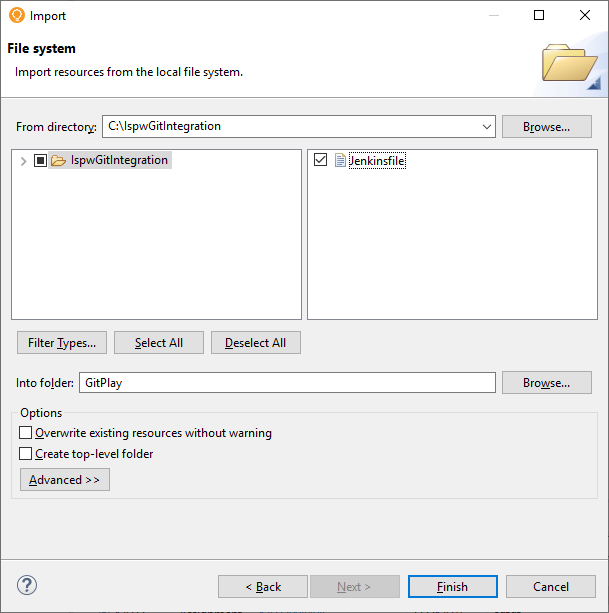 Import
File system
Import resources from the local file system.
From directory: C:\IspwGitIntegration Browse...
IspwGitIntegration
Jenkinsfile
Filter Types... Select All Deselect All
Into folder: GitPlay Browse...
Options
Overwrite existing resources without warning
Create top-level folder
Advanced >>
? < Back Next > Finish Cancel